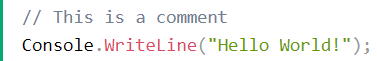 // This is a comment
Console.WriteLine("Hello World!");